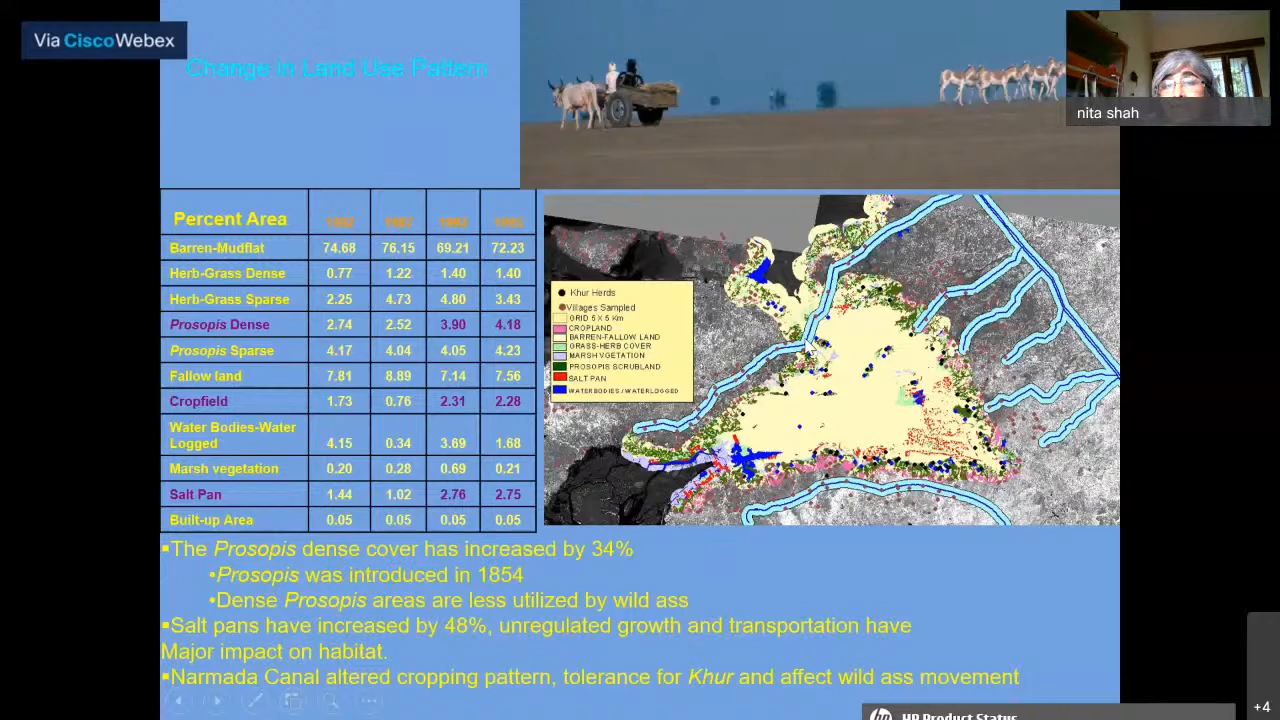 Via CiscoWebex
Change in Land Use Pattern
nita shah
Percent Area
Barren-Mudflat 74.68 76.15 69.21 72.23
Herb-Grass Dense 0.77 1.22 1.40 1.40
Herb-Grass Sparse 2.25 4.73 4.80 3.43
Prosopis Dense 2.74 2.52 3.90 4.18
Prosopis Sparse 4.17 4.04 4.05 4.23
Fallow land 7.81 8.89 7.14 7.56
Cropfield 1.73 0.76 2.31 2.28
Water Bodies-Water
Logged 4.15 0.34 3.69 1.68
Marsh vegetation 0.20 0.28 0.69 0.21
Salt Pan 1.44 1.02 2.76 2.75
Built-up Area 0.05 0.05 0.05 0.05
Khur Herds
Villages Sampled
GRID 5 X 5 Km
CROPLAND
BARREN-FALLOW LAND
GRASS-HERB COVER
MARSH VGETATION
PROSOPIS SCRUBLAND
SALT PAN
WATERBODIES / WATERLOGGED
▪The Prosopis dense cover has increased by 34%
•Prosopis was introduced in 1854
•Dense Prosopis areas are less utilized by wild ass
▪Salt pans have increased by 48%, unregulated growth and transportation have
Major impact on habitat.
▪Narmada Canal altered cropping pattern, tolerance for Khur and affect wild ass movement
hp HP Product Status
+4